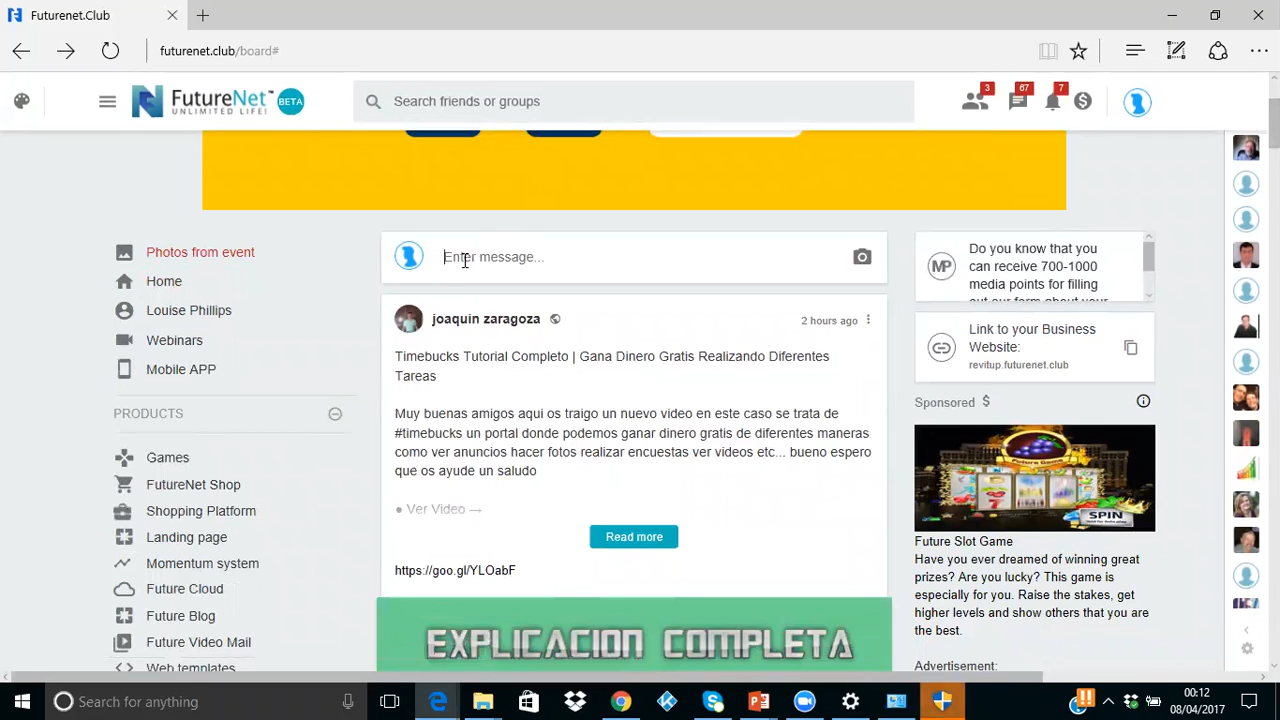 Futurenet.Club
futurenet.club/board#
FutureNet™ BETA
UNLIMITED LIFE!
Search friends or groups
3
67
7
Photos from event
Home
Louise Phillips
Webinars
Mobile APP
PRODUCTS
Games
FutureNet Shop
Shopping Platform
Landing page
Momentum system
Future Cloud
Future Blog
Future Video Mail
Web templates
Enter message...
joaquin zaragoza
2 hours ago
Timebucks Tutorial Completo | Gana Dinero Gratis Realizando Diferentes
Tareas
Muy buenas amigos aqui os traigo un nuevo video en este caso se trata de
#timebucks un portal donde podemos ganar dinero gratis de diferentes maneras
como ver anuncios hacer fotos realizar encuestas ver videos etc... bueno espero
que os ayude un saludo
● Ver Video →
Read more
https://goo.gl/YLOabF
EXPLICACION COMPLETA
MP
Do you know that you
can receive 700-1000
media points for filling
out our form about your
Link to your Business
Website:
revitup.futurenet.club
Sponsored $
Future Game
SPIN
Future Slot Game
Have you ever dreamed of winning great
prizes? Are you lucky? This game is
especially for you. Raise the stakes, get
higher levels and show others that you are
the best.
Advertisement:
Search for anything
00:12
08/04/2017